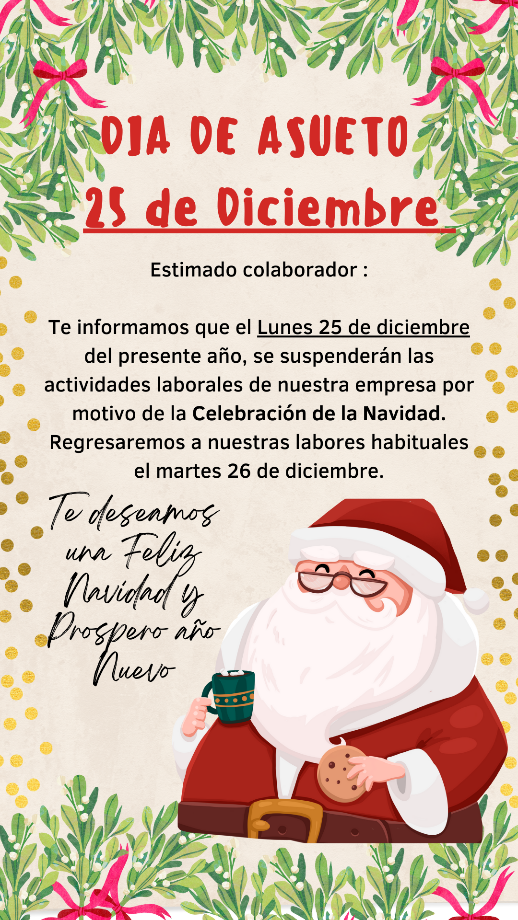 DIA DE ASUETO
25 de Diciembre
Estimado colaborador :
Te informamos que el Lunes 25 de diciembre
del presente año, se suspenderán las
actividades laborales de nuestra empresa por
motivo de la Celebración de la Navidad.
Regresaremos a nuestras labores habituales
el martes 26 de diciembre.
Te deseamos
una Feliz
Navidad y
Prospero año
Nuevo